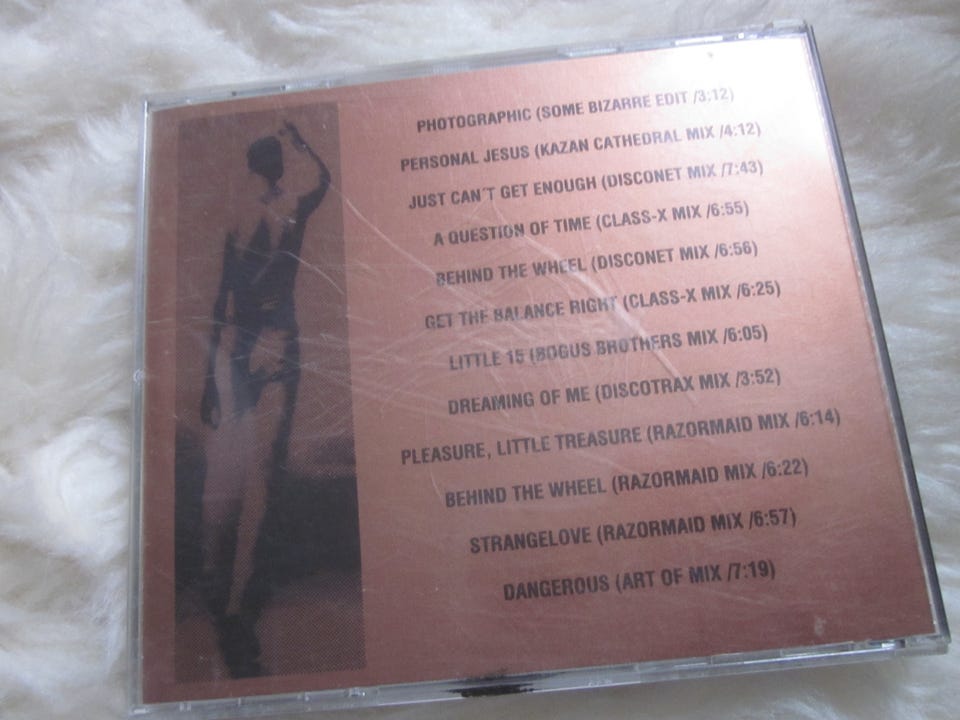 PHOTOGRAPHIC (SOME BIZARRE EDIT /3:12)
PERSONAL JESUS (KAZAN CATHEDRAL MIX /4:12)
JUST CAN´T GET ENOUGH (DISCONET MIX /7:43)
A QUESTION OF TIME (CLASS-X MIX /6:55)
BEHIND THE WHEEL (DISCONET MIX /6:56)
GET THE BALANCE RIGHT (CLASS-X MIX /6:25)
LITTLE 15 (BOGUS BROTHERS MIX /6:05)
DREAMING OF ME (DISCOTRAX MIX /3:52)
PLEASURE, LITTLE TREASURE (RAZORMAID MIX /6:14)
BEHIND THE WHEEL (RAZORMAID MIX /6:22)
STRANGELOVE (RAZORMAID MIX /6:57)
DANGEROUS (ART OF MIX /7:19)